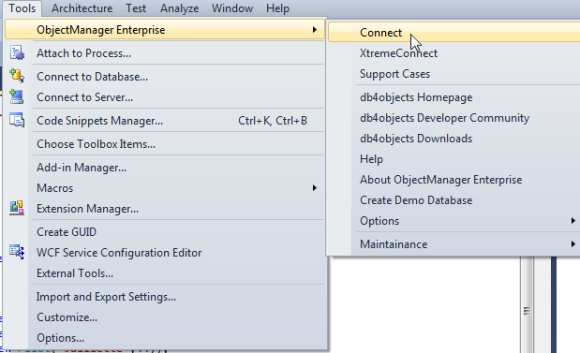 Tools Architecture Test Analyze Window Help
ObjectManager Enterprise
Attach to Process...
Connect to Database...
Connect to Server...
Code Snippets Manager... Ctrl+K, Ctrl+B
Choose Toolbox Items...
Add-in Manager...
Macros
Extension Manager...
Create GUID
WCF Service Configuration Editor
External Tools...
Import and Export Settings...
Customize...
Options...
Connect
XtremeConnect
Support Cases
db4objects Homepage
db4objects Developer Community
db4objects Downloads
Help
About ObjectManager Enterprise
Create Demo Database
Options
Maintainance